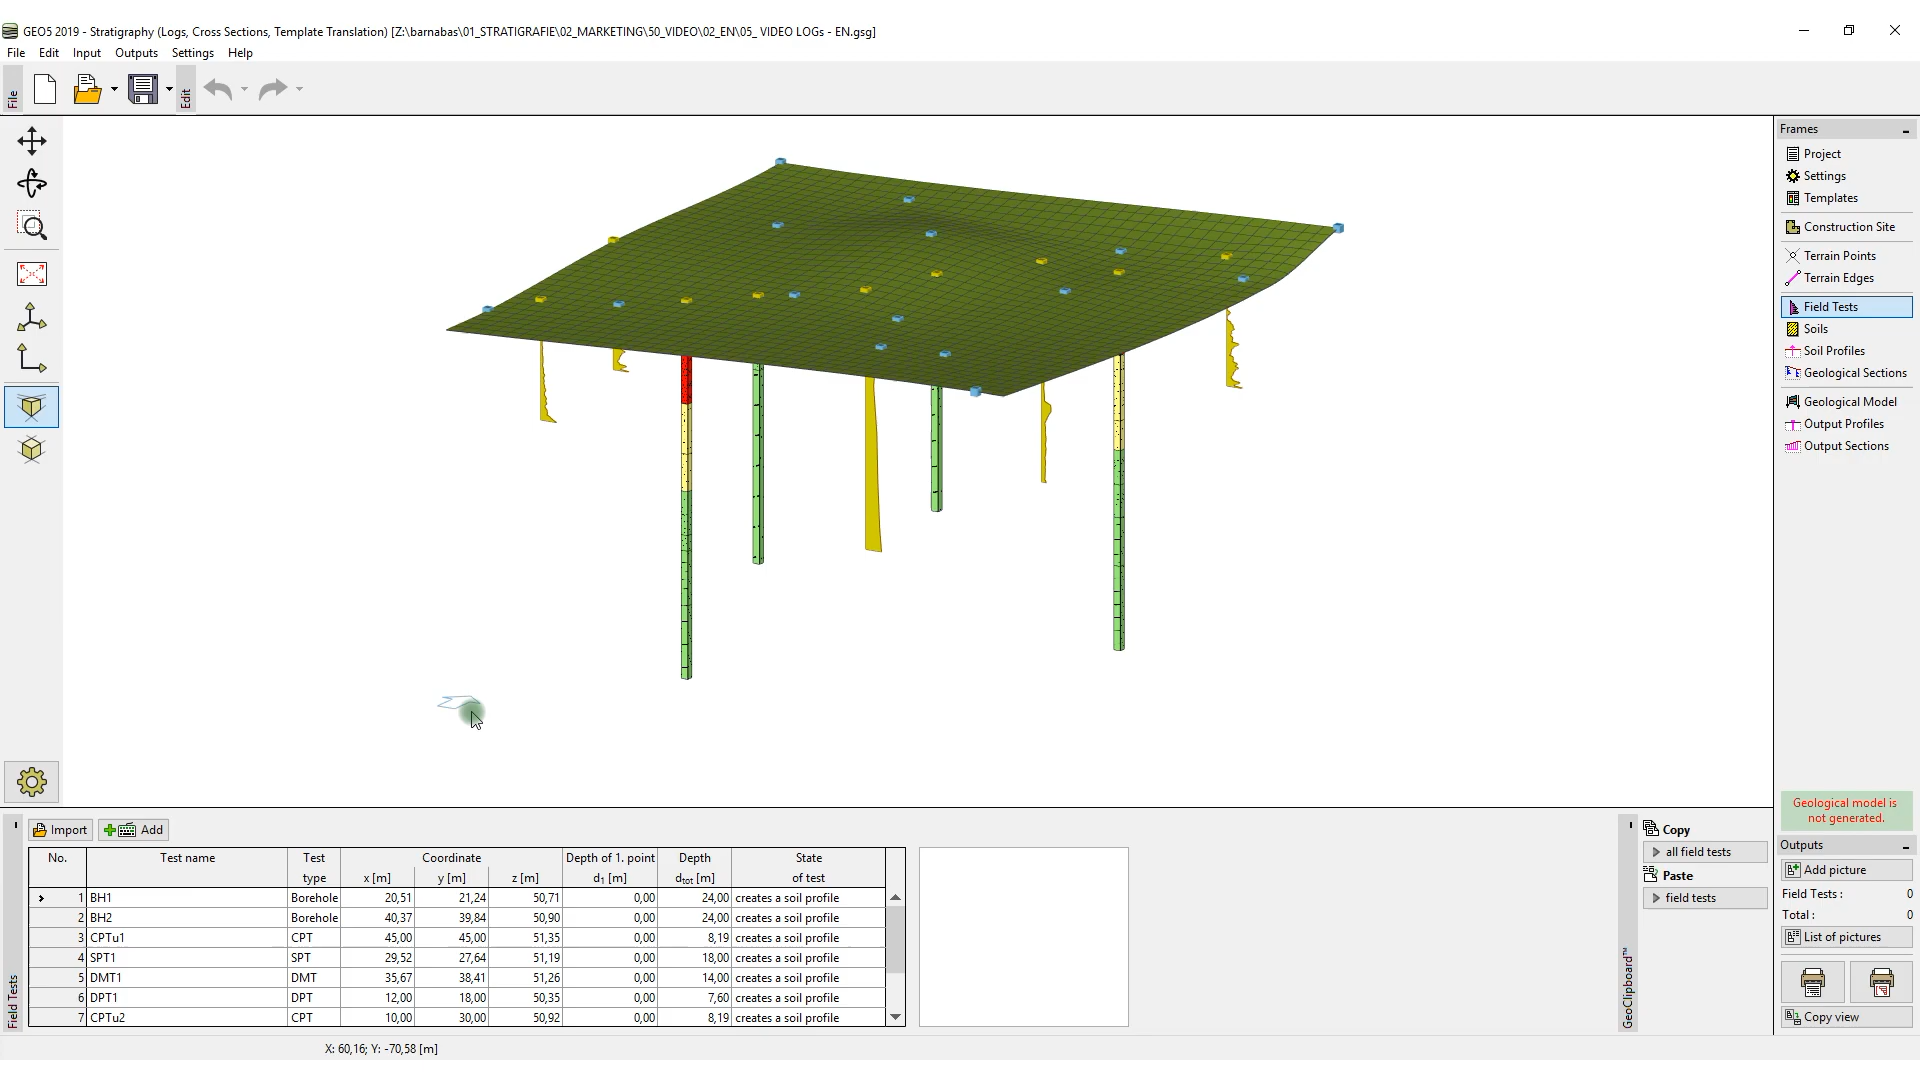 GEO5 2019 - Stratigraphy (Logs, Cross Sections, Template Translation) [Z:\barnabas\01_STRATIGRAFIE\02_MARKETING\50_VIDEO\02_EN\05_ VIDEO LOGs - EN.gsg]
File Edit Input Outputs Settings Help
File
Edit
Frames
Project
Settings
Templates
Construction Site
Terrain Points
Terrain Edges
Field Tests
Soils
Soil Profiles
Geological Sections
Geological Model
Output Profiles
Output Sections
Geological model is
not generated.
Outputs
Add picture
Field Tests : 0
Total : 0
List of pictures
Copy view
Field Tests
Import Add
No. Test name Test Coordinate Depth of 1. point Depth State
type x [m] y [m] z [m] d1 [m] dtot [m] of test
1 BH1 Borehole 20,51 21,24 50,71 0,00 24,00 creates a soil profile
2 BH2 Borehole 40,37 39,84 50,90 0,00 24,00 creates a soil profile
3 CPTu1 CPT 45,00 45,00 51,35 0,00 8,19 creates a soil profile
4 SPT1 SPT 29,52 27,64 51,19 0,00 18,00 creates a soil profile
5 DMT1 DMT 35,67 38,41 51,26 0,00 14,00 creates a soil profile
6 DPT1 DPT 12,00 18,00 50,35 0,00 7,60 creates a soil profile
7 CPTu2 CPT 10,00 30,00 50,92 0,00 8,19 creates a soil profile
GeoClipboard™
Copy
all field tests
Paste
field tests
X: 60,16; Y: -70,58 [m]